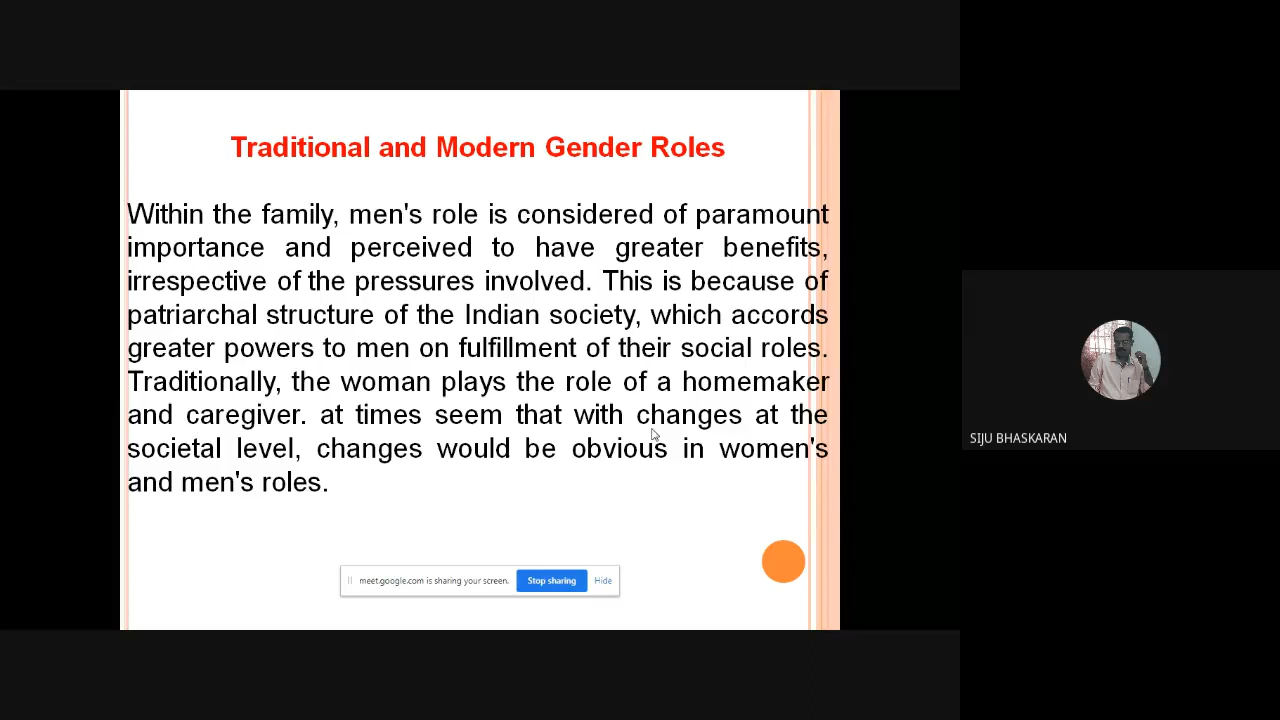 Traditional and Modern Gender Roles
Within the family, men's role is considered of paramount
importance and perceived to have greater benefits,
irrespective of the pressures involved. This is because of
patriarchal structure of the Indian society, which accords
greater powers to men on fulfillment of their social roles.
Traditionally, the woman plays the role of a homemaker
and caregiver. at times seem that with changes at the
societal level, changes would be obvious in women's
and men's roles.
meet.google.com is sharing your screen. Stop sharing Hide
SIJU BHASKARAN